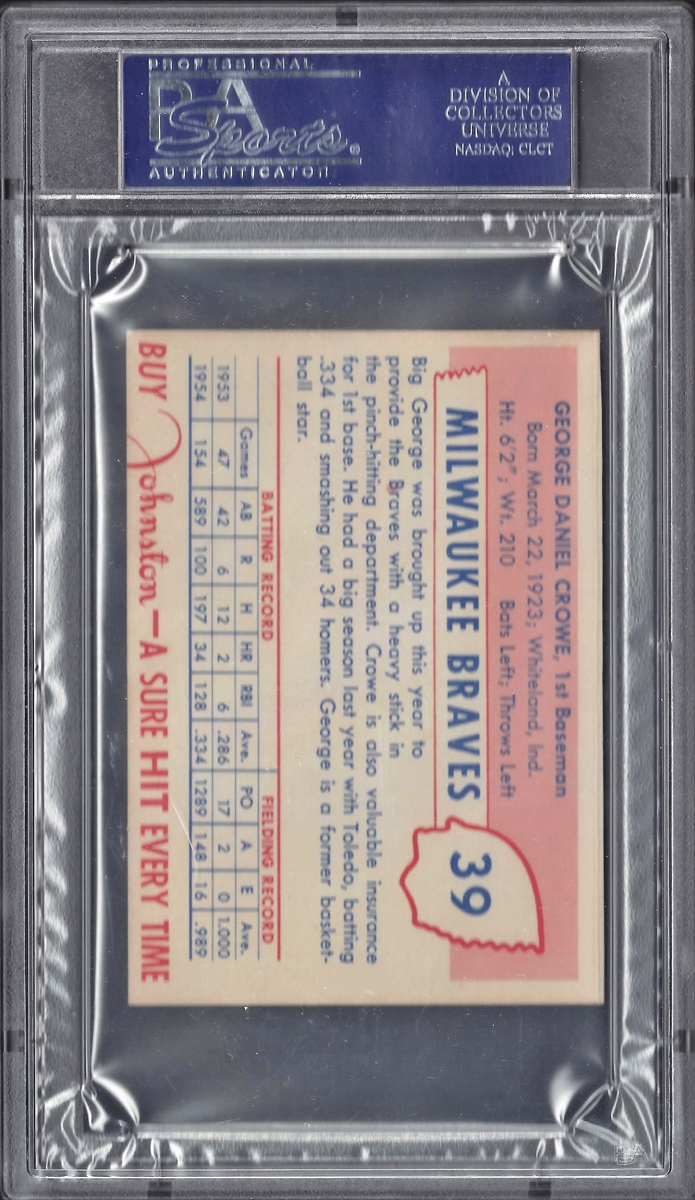 PROFESSIONAL
PSA
Sports®
AUTHENTICATOR
A
DIVISION OF
COLLECTORS
UNIVERSE
NASDAQ: CLCT
GEORGE DANIEL CROWE, 1st Baseman
Born March 22, 1923; Whiteland, Ind.
Ht. 6'2"; Wt. 210 Bats Left; Throws Left
MILWAUKEE BRAVES 39
Big George was brought up this year to
provide the Braves with a heavy stick in
the pinch-hitting department. Crowe is also valuable insurance
for 1st base. He had a big season last year with Toledo, batting
.334 and smashing out 34 homers. George is a former basket-
ball star.
BATTING RECORD FIELDING RECORD
Games AB R H HR RBI Ave. PO A E Ave.
1953 47 42 6 12 2 6 .286 17 2 0 1.000
1954 154 589 100 197 34 128 .334 1289 148 16 .989
BUY Johnston—A SURE HIT EVERY TIME
PSA